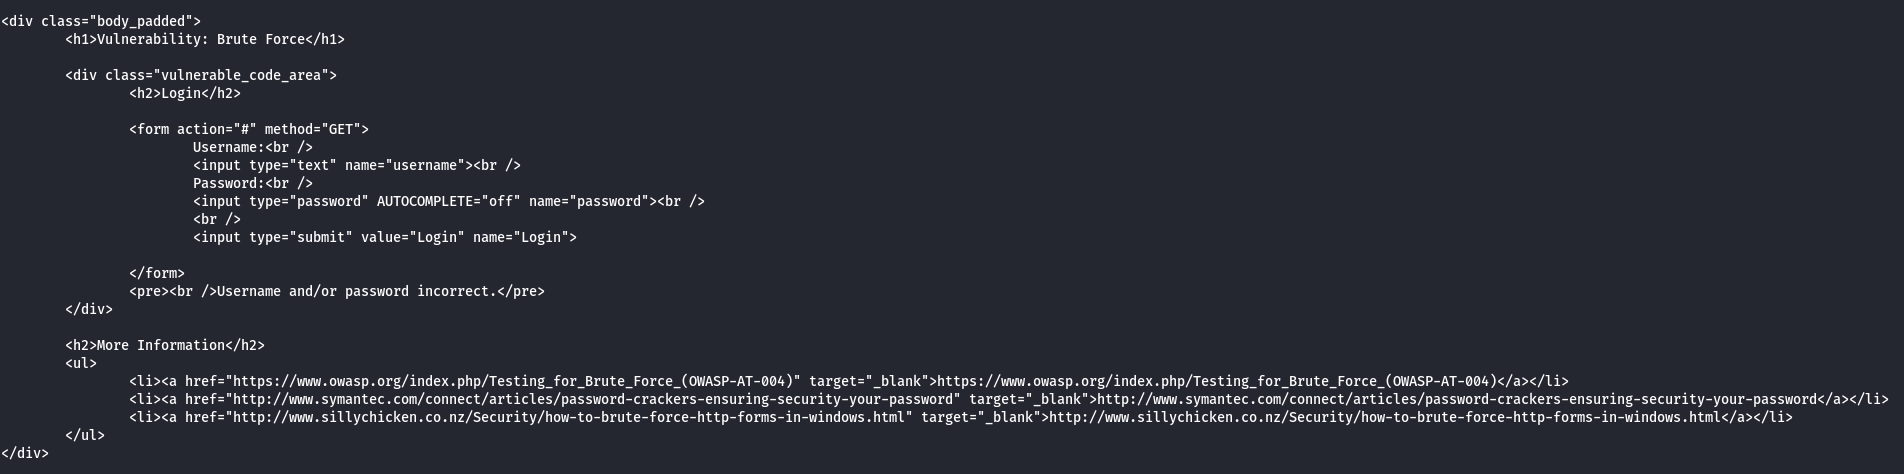 <div class="body_padded">
<h1>Vulnerability: Brute Force</h1>
<div class="vulnerable_code_area">
<h2>Login</h2>
<form action="#" method="GET">
Username:<br />
<input type="text" name="username"><br />
Password:<br />
<input type="password" AUTOCOMPLETE="off" name="password"><br />
<br />
<input type="submit" value="Login" name="Login">
</form>
<pre><br />Username and/or password incorrect.</pre>
</div>
<h2>More Information</h2>
<ul>
<li><a href="https://www.owasp.org/index.php/Testing_for_Brute_Force_(OWASP-AT-004)" target="_blank">https://www.owasp.org/index.php/Testing_for_Brute_Force_(OWASP-AT-004)</a></li>
<li><a href="http://www.symantec.com/connect/articles/password-crackers-ensuring-security-your-password" target="_blank">http://www.symantec.com/connect/articles/password-crackers-ensuring-security-your-password</a></li>
<li><a href="http://www.sillychicken.co.nz/Security/how-to-brute-force-http-forms-in-windows.html" target="_blank">http://www.sillychicken.co.nz/Security/how-to-brute-force-http-forms-in-windows.html</a></li>
</ul>
</div>